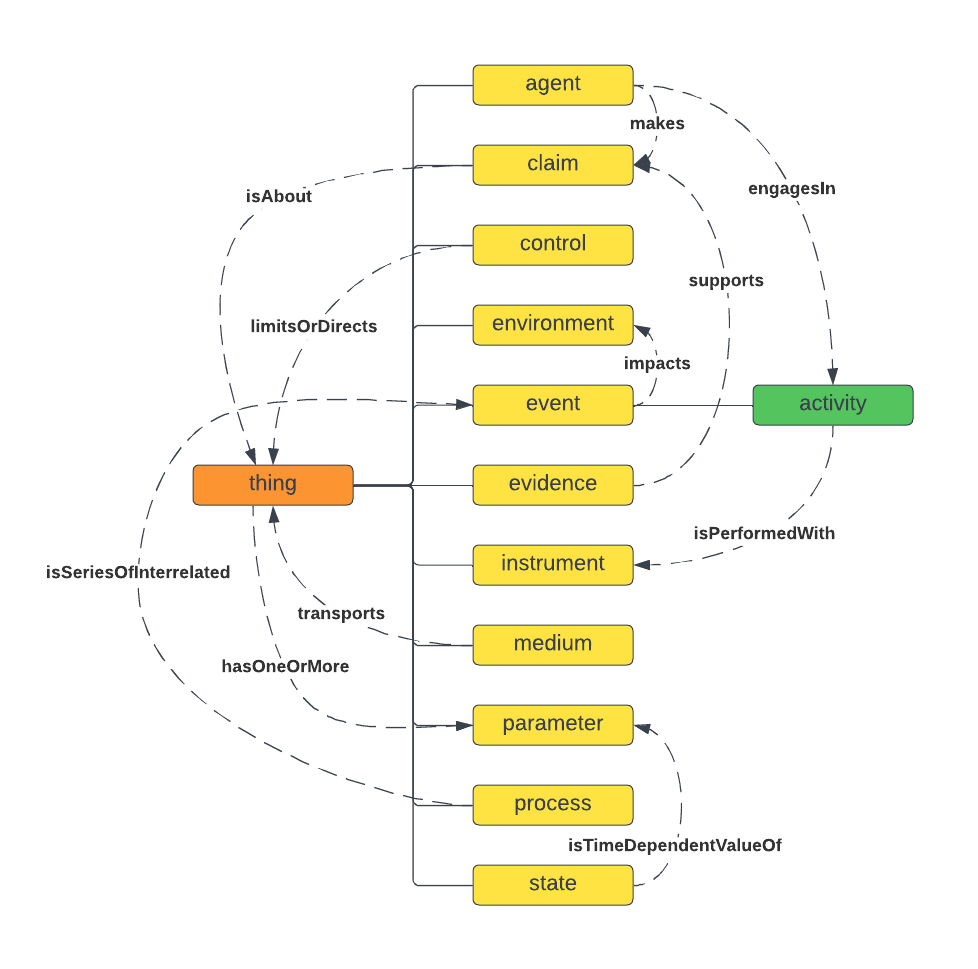 agent
makes
claim
isAbout
engagesIn
control
supports
environment
limitsOrDirects
impacts
event
activity
thing
evidence
isPerformedWith
instrument
isSeriesOfInterrelated
transports
medium
hasOneOrMore
parameter
process
isTimeDependentValueOf
state